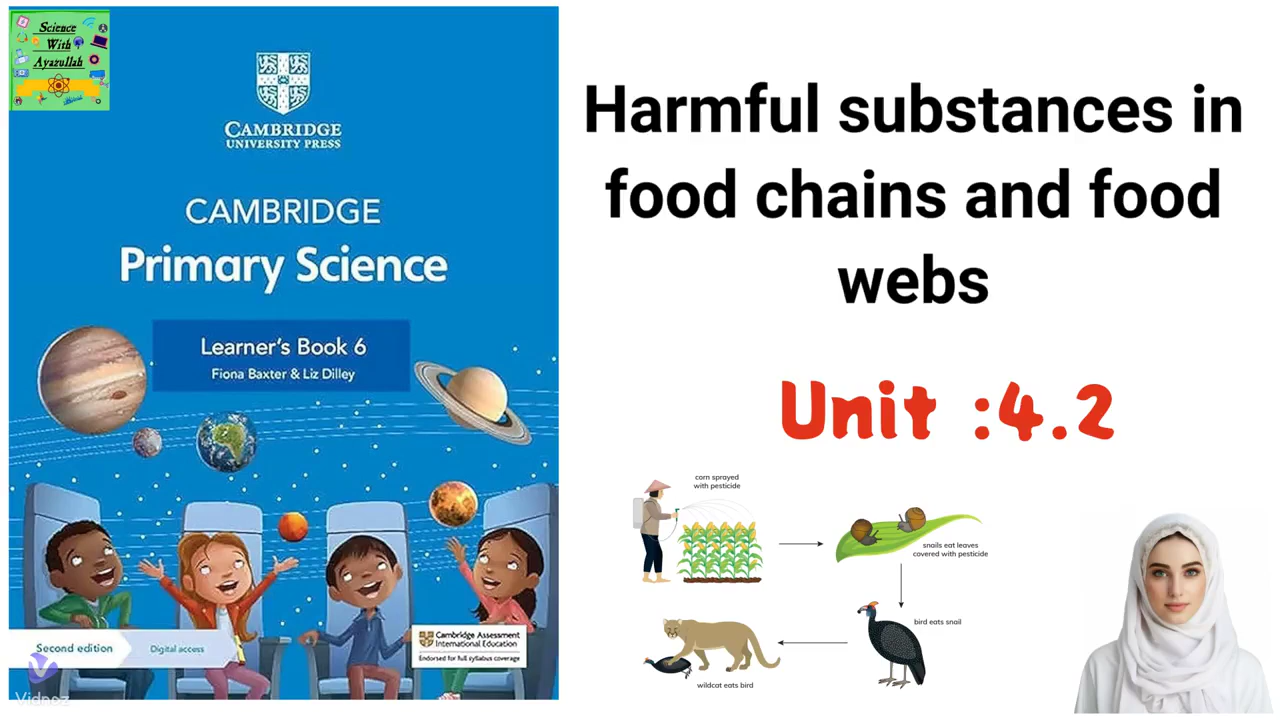 Science
With
Ayazullah
CAMBRIDGE
UNIVERSITY PRESS
CAMBRIDGE
Primary Science
Learner's Book 6
Fiona Baxter & Liz Dilley
Second edition
Digital access
Cambridge Assessment
International Education
Endorsed for full syllabus coverage
Vidnoz
Harmful substances in
food chains and food
webs
Unit :4.2
corn sprayed
with pesticide
snails eat leaves
covered with pesticide
bird eats snail
wildcat eats bird